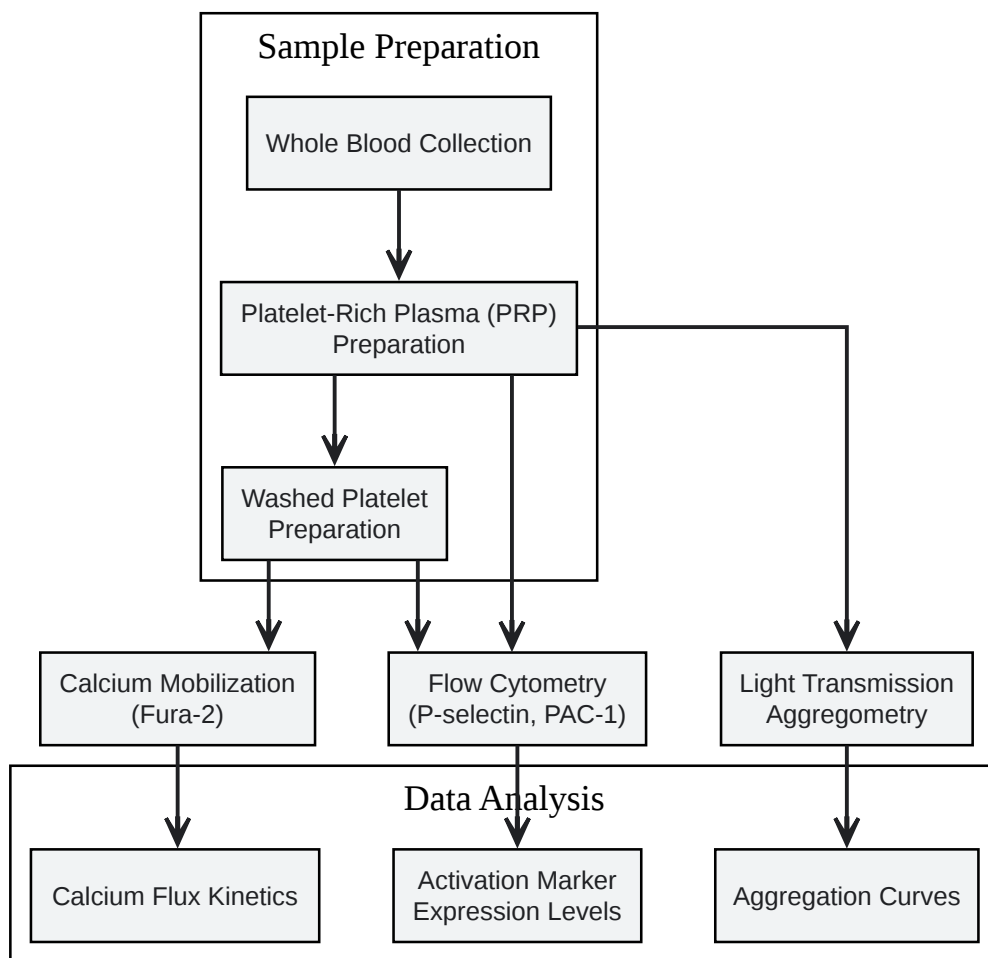 Sample Preparation
Whole Blood Collection
Platelet-Rich Plasma (PRP)
Preparation
Washed Platelet
Preparation
Calcium Mobilization
(Fura-2)
Flow Cytometry
(P-selectin, PAC-1)
Light Transmission
Aggregometry
Data Analysis
Calcium Flux Kinetics
Activation Marker
Expression Levels
Aggregation Curves